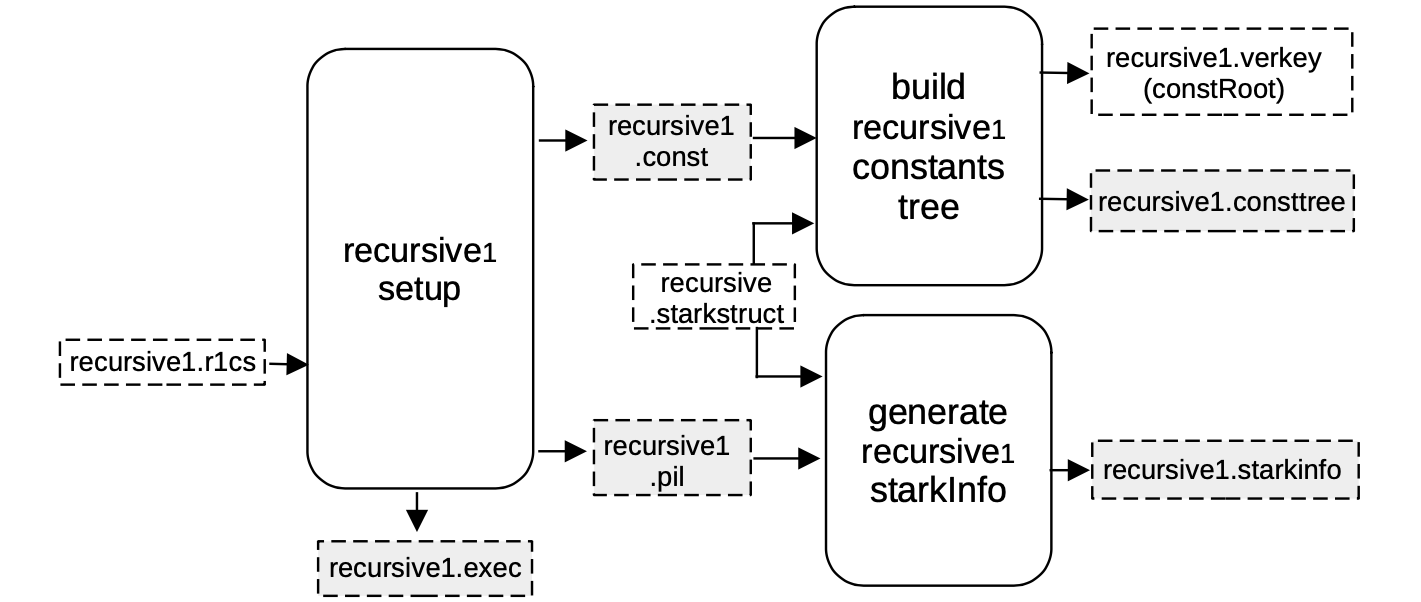 recursive1.r1cs
recursive1
setup
recursive1.exec
recursive1
.const
recursive
.starkstruct
recursive1
.pil
build
recursive1
constants
tree
generate
recursive1
starkInfo
recursive1.verkey
(constRoot)
recursive1.consttree
recursive1.starkinfo